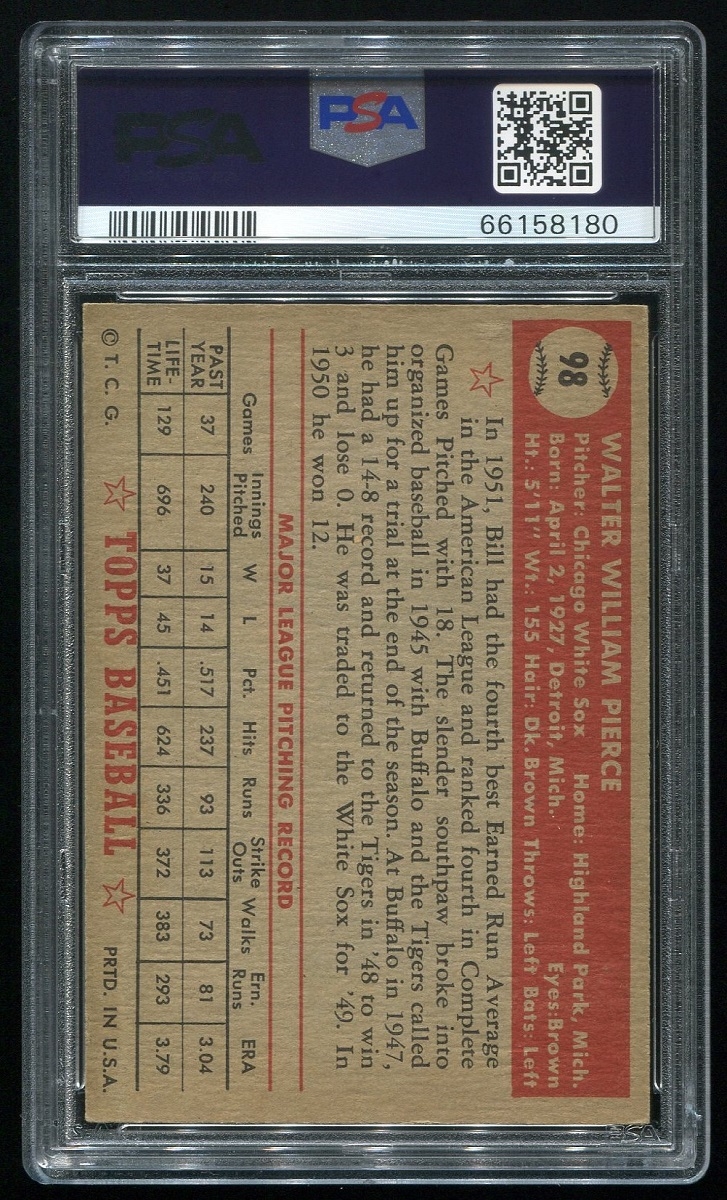 PSA
PSA
66158180
98
WALTER WILLIAM PIERCE
Pitcher: Chicago White Sox Home: Highland Park, Mich.
Born: April 2, 1927, Detroit, Mich. Eyes:Brown
Ht.: 5'11" Wt.: 155 Hair: Dk. Brown Throws: Left Bats: Left
In 1951, Bill had the fourth best Earned Run Average
in the American League and ranked fourth in Complete
Games Pitched with 18. The slender southpaw broke into
organized baseball in 1945 with Buffalo and the Tigers called
him up for a trial at the end of the season. At Buffalo in 1947,
he had a 14-8 record and returned to the Tigers in '48 to win
3 and lose 0. He was traded to the White Sox for '49. In
1950 he won 12.
MAJOR LEAGUE PITCHING RECORD
Games Innings Pitched W L Pct. Hits Runs Strike Outs Walks Ern. Runs ERA
PAST YEAR 37 240 15 14 .517 237 93 113 73 81 3.04
LIFE-TIME 129 696 37 45 .451 624 336 372 383 293 3.79
© T. C. G. TOPPS BASEBALL PRTD. IN U.S.A.
PSA